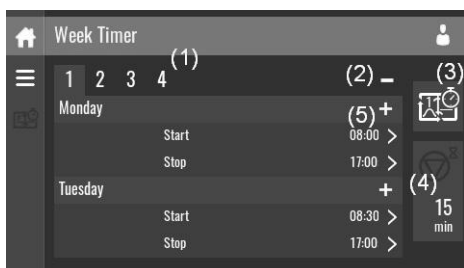 Week Timer
(1)
1 2 3 4
(2)
(3)
Monday
(5) +
Start 08:00
Stop 17:00
Tuesday +
Start 08:30
Stop 17:00
(4)
15
min